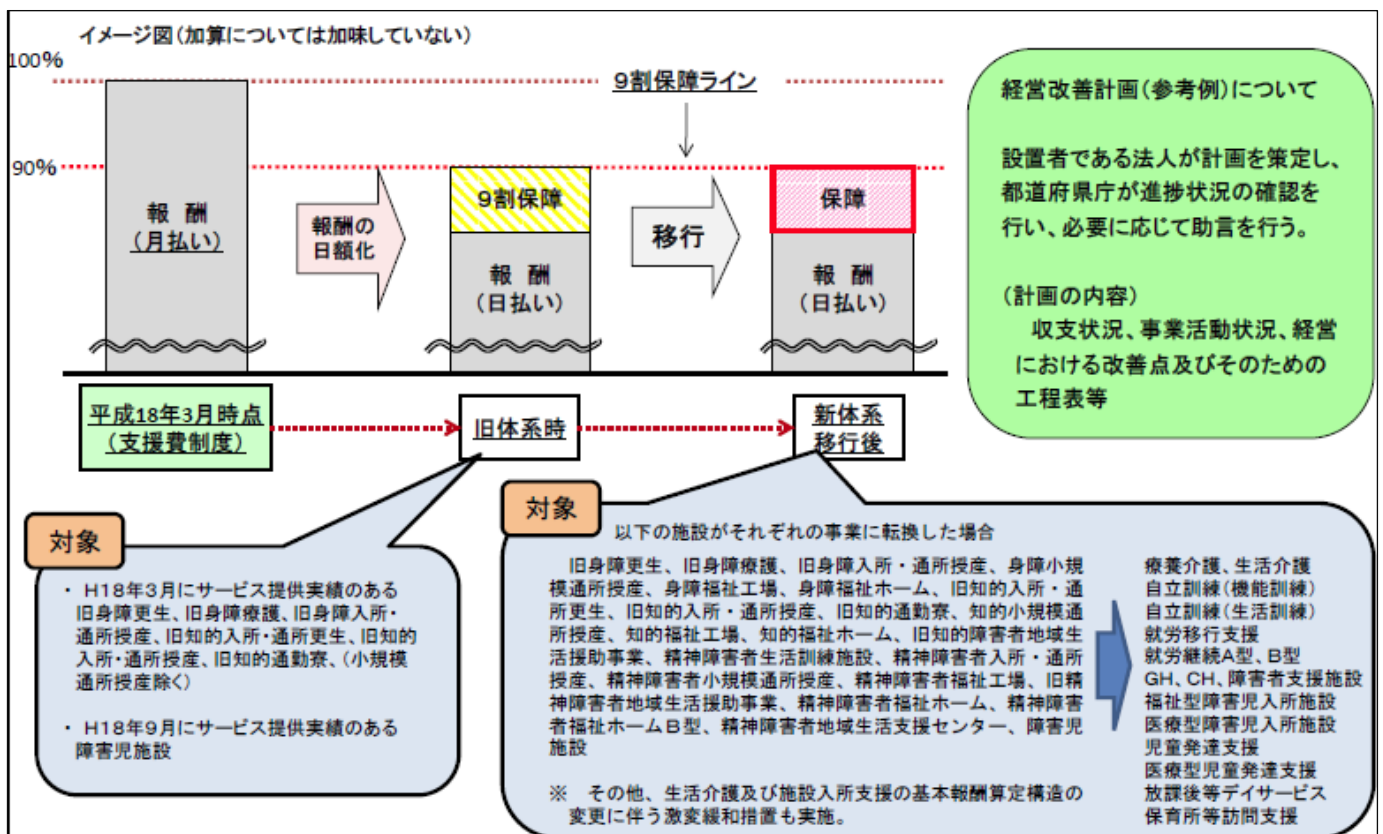 イメージ図(加算については加味していない)
100%
90%
9割保障ライン
報 酬
(月払い)
報酬の
日額化
9割保障
報 酬
(日払い)
移行
保障
報 酬
(日払い)
経営改善計画(参考例)について
設置者である法人が計画を策定し、
都道府県庁が進捗状況の確認を
行い、必要に応じて助言を行う。
(計画の内容)
収支状況、事業活動状況、経営
における改善点及びそのための
工程表等
平成18年3月時点
(支援費制度)
旧体系時
新体系
移行後
対象
・ H18年3月にサービス提供実績のある
旧身障更生、旧身障療護、旧身障入所・
通所授産、旧知的入所・通所更生、旧知的
入所・通所授産、旧知的通勤寮、(小規模
通所授産除く)
・ H18年9月にサービス提供実績のある
障害児施設
対象
以下の施設がそれぞれの事業に転換した場合
旧身障更生、旧身障療護、旧身障入所・通所授産、身障小規
模通所授産、身障福祉工場、身障福祉ホーム、旧知的入所・通
所更生、旧知的入所・通所授産、旧知的通勤寮、知的小規模通
所授産、知的福祉工場、知的福祉ホーム、旧知的障害者地域生
活援助事業、精神障害者生活訓練施設、精神障害者入所・通所
授産、精神障害者小規模通所授産、精神障害者福祉工場、旧精
神障害者地域生活援助事業、精神障害者福祉ホーム、精神障害
者福祉ホームB型、精神障害者地域生活支援センター、障害児
施設
※ その他、生活介護及び施設入所支援の基本報酬算定構造の
変更に伴う激変緩和措置も実施。
療養介護、生活介護
自立訓練(機能訓練)
自立訓練(生活訓練)
就労移行支援
就労継続A型、B型
GH、CH、障害者支援施設
福祉型障害児入所施設
医療型障害児入所施設
児童発達支援
医療型児童発達支援
放課後等デイサービス
保育所等訪問支援